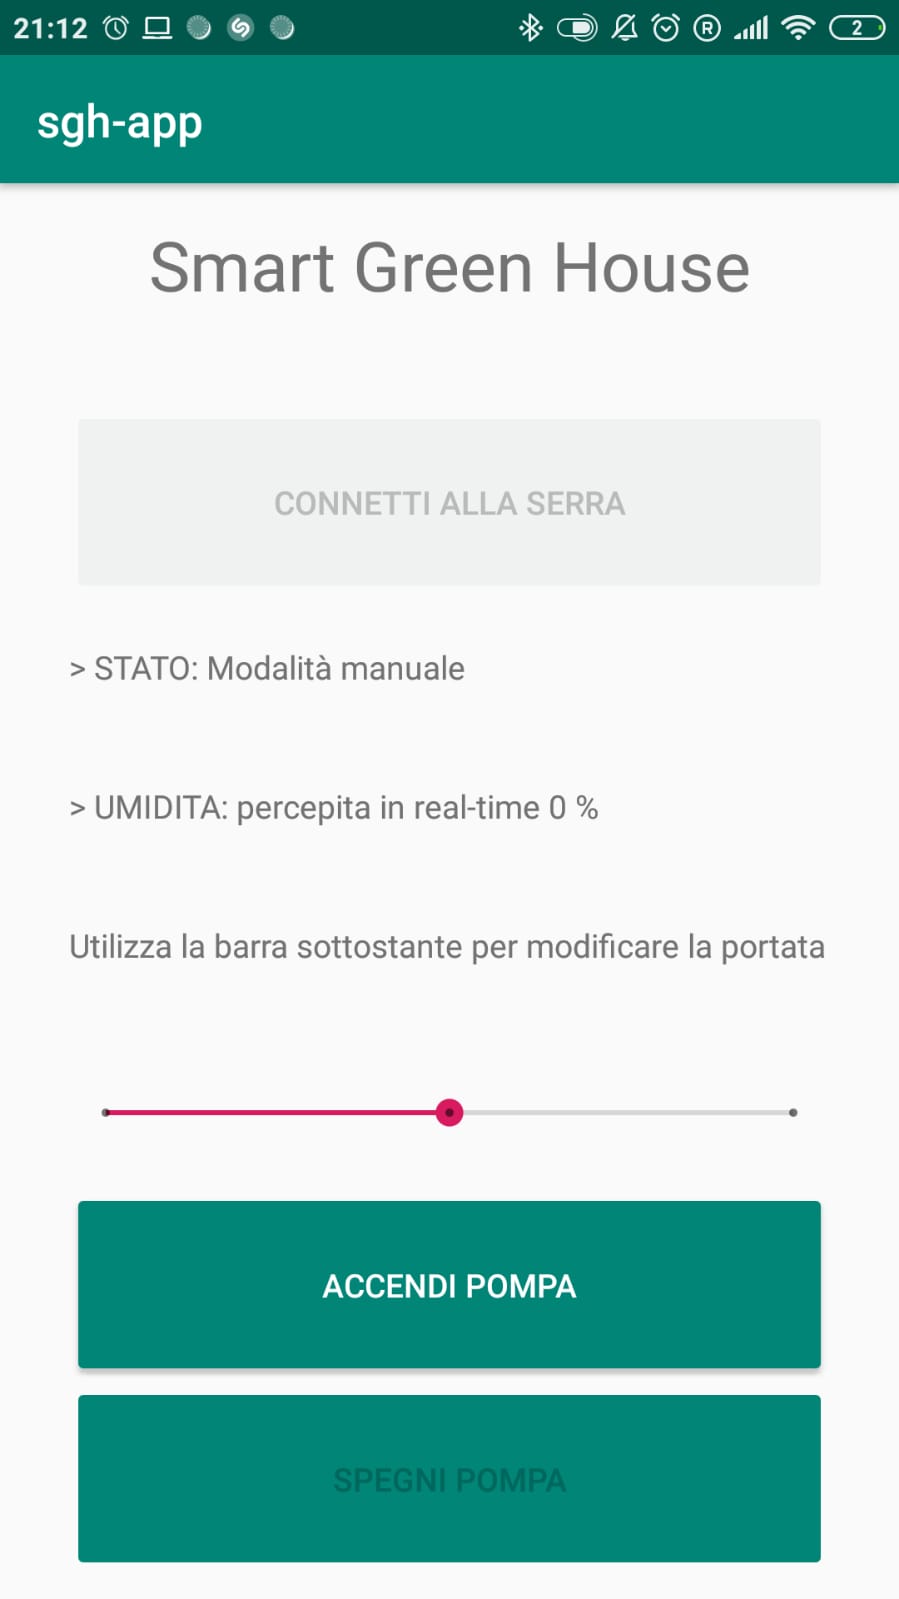 21:12 R 2
sgh-app
Smart Green House
CONNETTI ALLA SERRA
> STATO: Modalità manuale
> UMIDITA: percepita in real-time 0 %
Utilizza la barra sottostante per modificare la portata
ACCENDI POMPA
SPEGNI POMPA